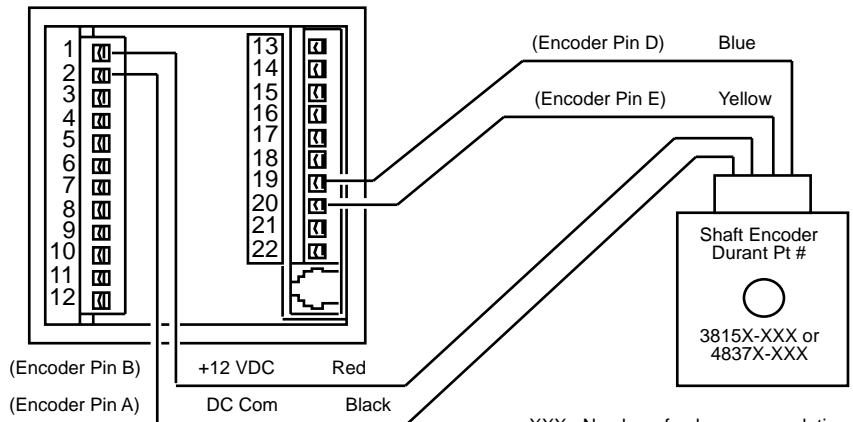 1
2
3
4
5
6
7
8
9
10
11
12
13
14
15
16
17
18
19
20
21
22
(Encoder Pin D) Blue
(Encoder Pin E) Yellow
Shaft Encoder
Durant Pt #
3815X-XXX or
4837X-XXX
(Encoder Pin B) +12 VDC Red
(Encoder Pin A) DC Com Black